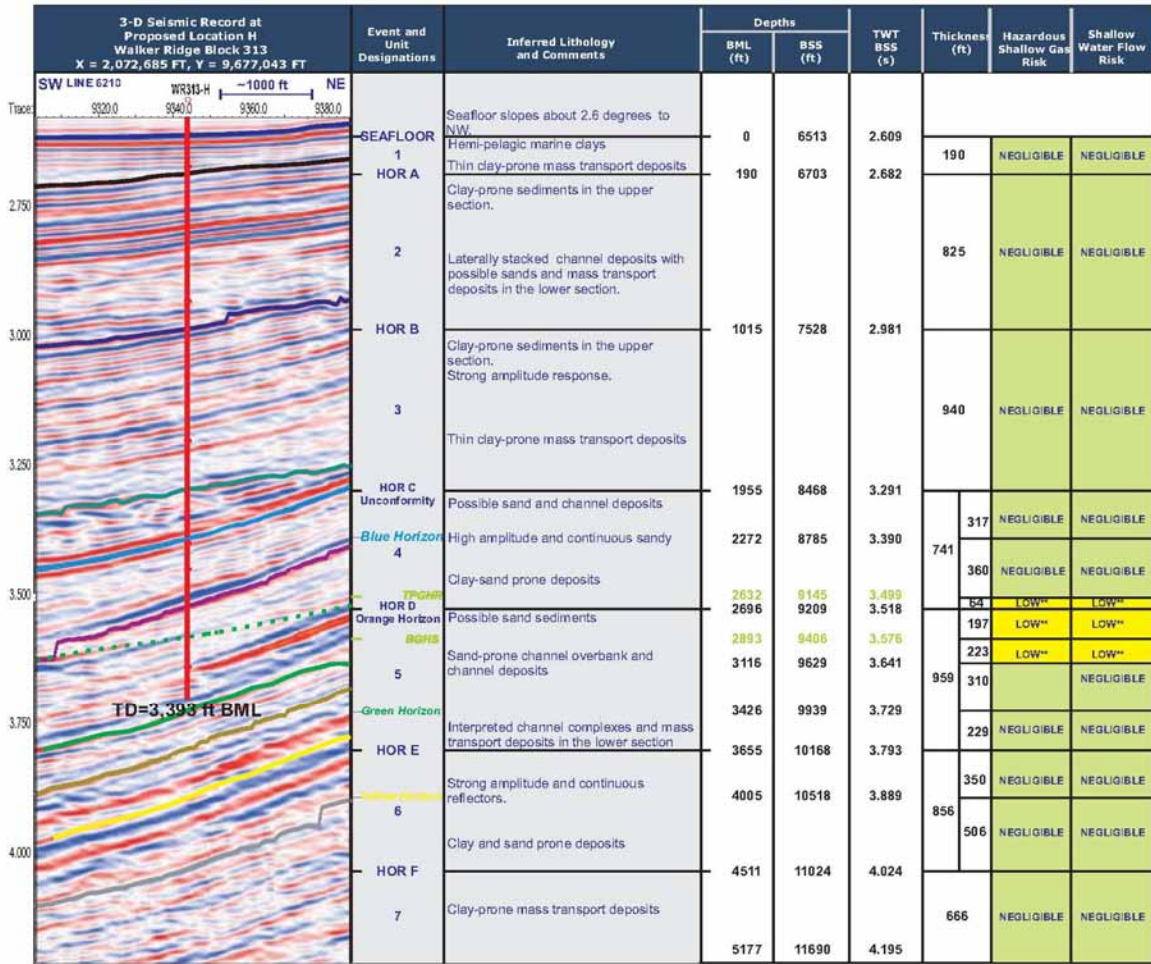 3-D Seismic Record at
Proposed Location H
Walker Ridge Block 313
X = 2,072,685 FT, Y = 9,677,043 FT
Event and
Unit
Designations
Inferred Lithology
and Comments
Depths
BML
(ft)
BSS
(ft)
TWT
BSS
(s)
Thickness
(ft)
Hazardous
Shallow Gas
Risk
Shallow
Water Flow
Risk
SW LINE 6210
WR313-H
~1000 ft
NE
Trace:
9320.0 9340.0 9360.0 9380.0
2.750
3.000
3.250
3.500
3.750
4.000
TD=3,393 ft BML
Seafloor slopes about 2.6 degrees to
NW.
SEAFLOOR 0 6513 2.609
Hemi-pelagic marine clays
1 190 NEGLIGIBLE NEGLIGIBLE
Thin clay-prone mass transport deposits
HOR A 190 6703 2.682
Clay-prone sediments in the upper
section.
2 825 NEGLIGIBLE NEGLIGIBLE
Laterally stacked channel deposits with
possible sands and mass transport
deposits in the lower section.
HOR B 1015 7528 2.981
Clay-prone sediments in the upper
section.
Strong amplitude response.
3 940 NEGLIGIBLE NEGLIGIBLE
Thin clay-prone mass transport deposits
HOR C 1955 8468 3.291
Unconformity
Possible sand and channel deposits
317 NEGLIGIBLE NEGLIGIBLE
Blue Horizon High amplitude and continuous sandy 2272 8785 3.390
4 741
360 NEGLIGIBLE NEGLIGIBLE
Clay-sand prone deposits
TPGHR 2632 9145 3.499
64 LOW** LOW**
HOR D 2696 9209 3.518
Orange Horizon Possible sand sediments
197 LOW** LOW**
BGHS 2893 9406 3.576
223 LOW** LOW**
Sand-prone channel overbank and
channel deposits
3116 9629 3.641
5 959 310 NEGLIGIBLE
Green Horizon 3426 9939 3.729
Interpreted channel complexes and mass
transport deposits in the lower section
229 NEGLIGIBLE NEGLIGIBLE
HOR E 3655 10168 3.793
Strong amplitude and continuous
reflectors.
350 NEGLIGIBLE NEGLIGIBLE
4005 10518 3.889
6 856
506 NEGLIGIBLE NEGLIGIBLE
Clay and sand prone deposits
HOR F 4511 11024 4.024
7 Clay-prone mass transport deposits 666 NEGLIGIBLE NEGLIGIBLE
5177 11690 4.195